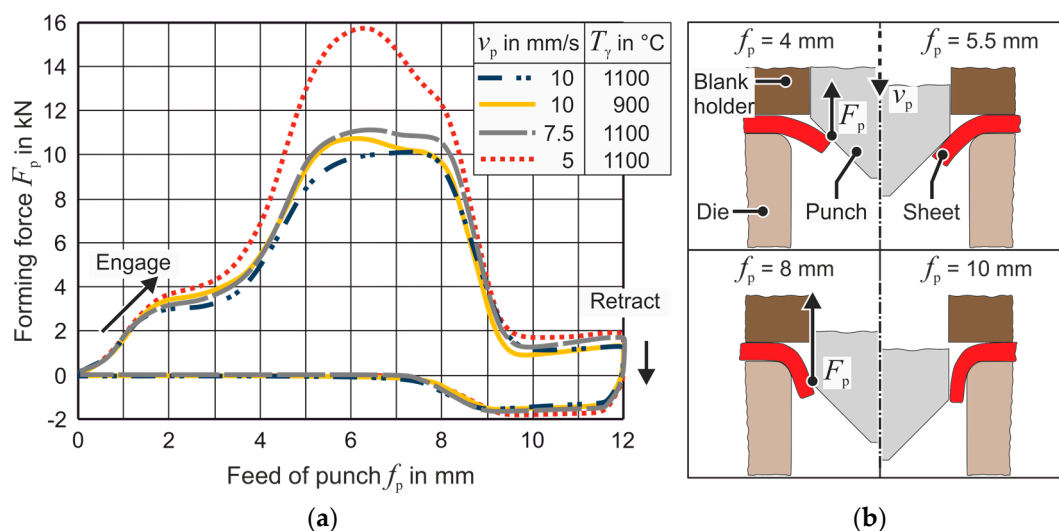 16
14
12
10
8
6
4
2
0
-2
Forming force Fₚ in kN
0 2 4 6 8 10 12
Feed of punch fₚ in mm
Engage
Retract
vₚ in mm/s Tᵧ in °C
10 1100
10 900
7.5 1100
5 1100
(a)
fₚ = 4 mm
fₚ = 5.5 mm
Blank
holder
Fₚ
vₚ
Die
Punch
Sheet
fₚ = 8 mm
fₚ = 10 mm
Fₚ
(b)